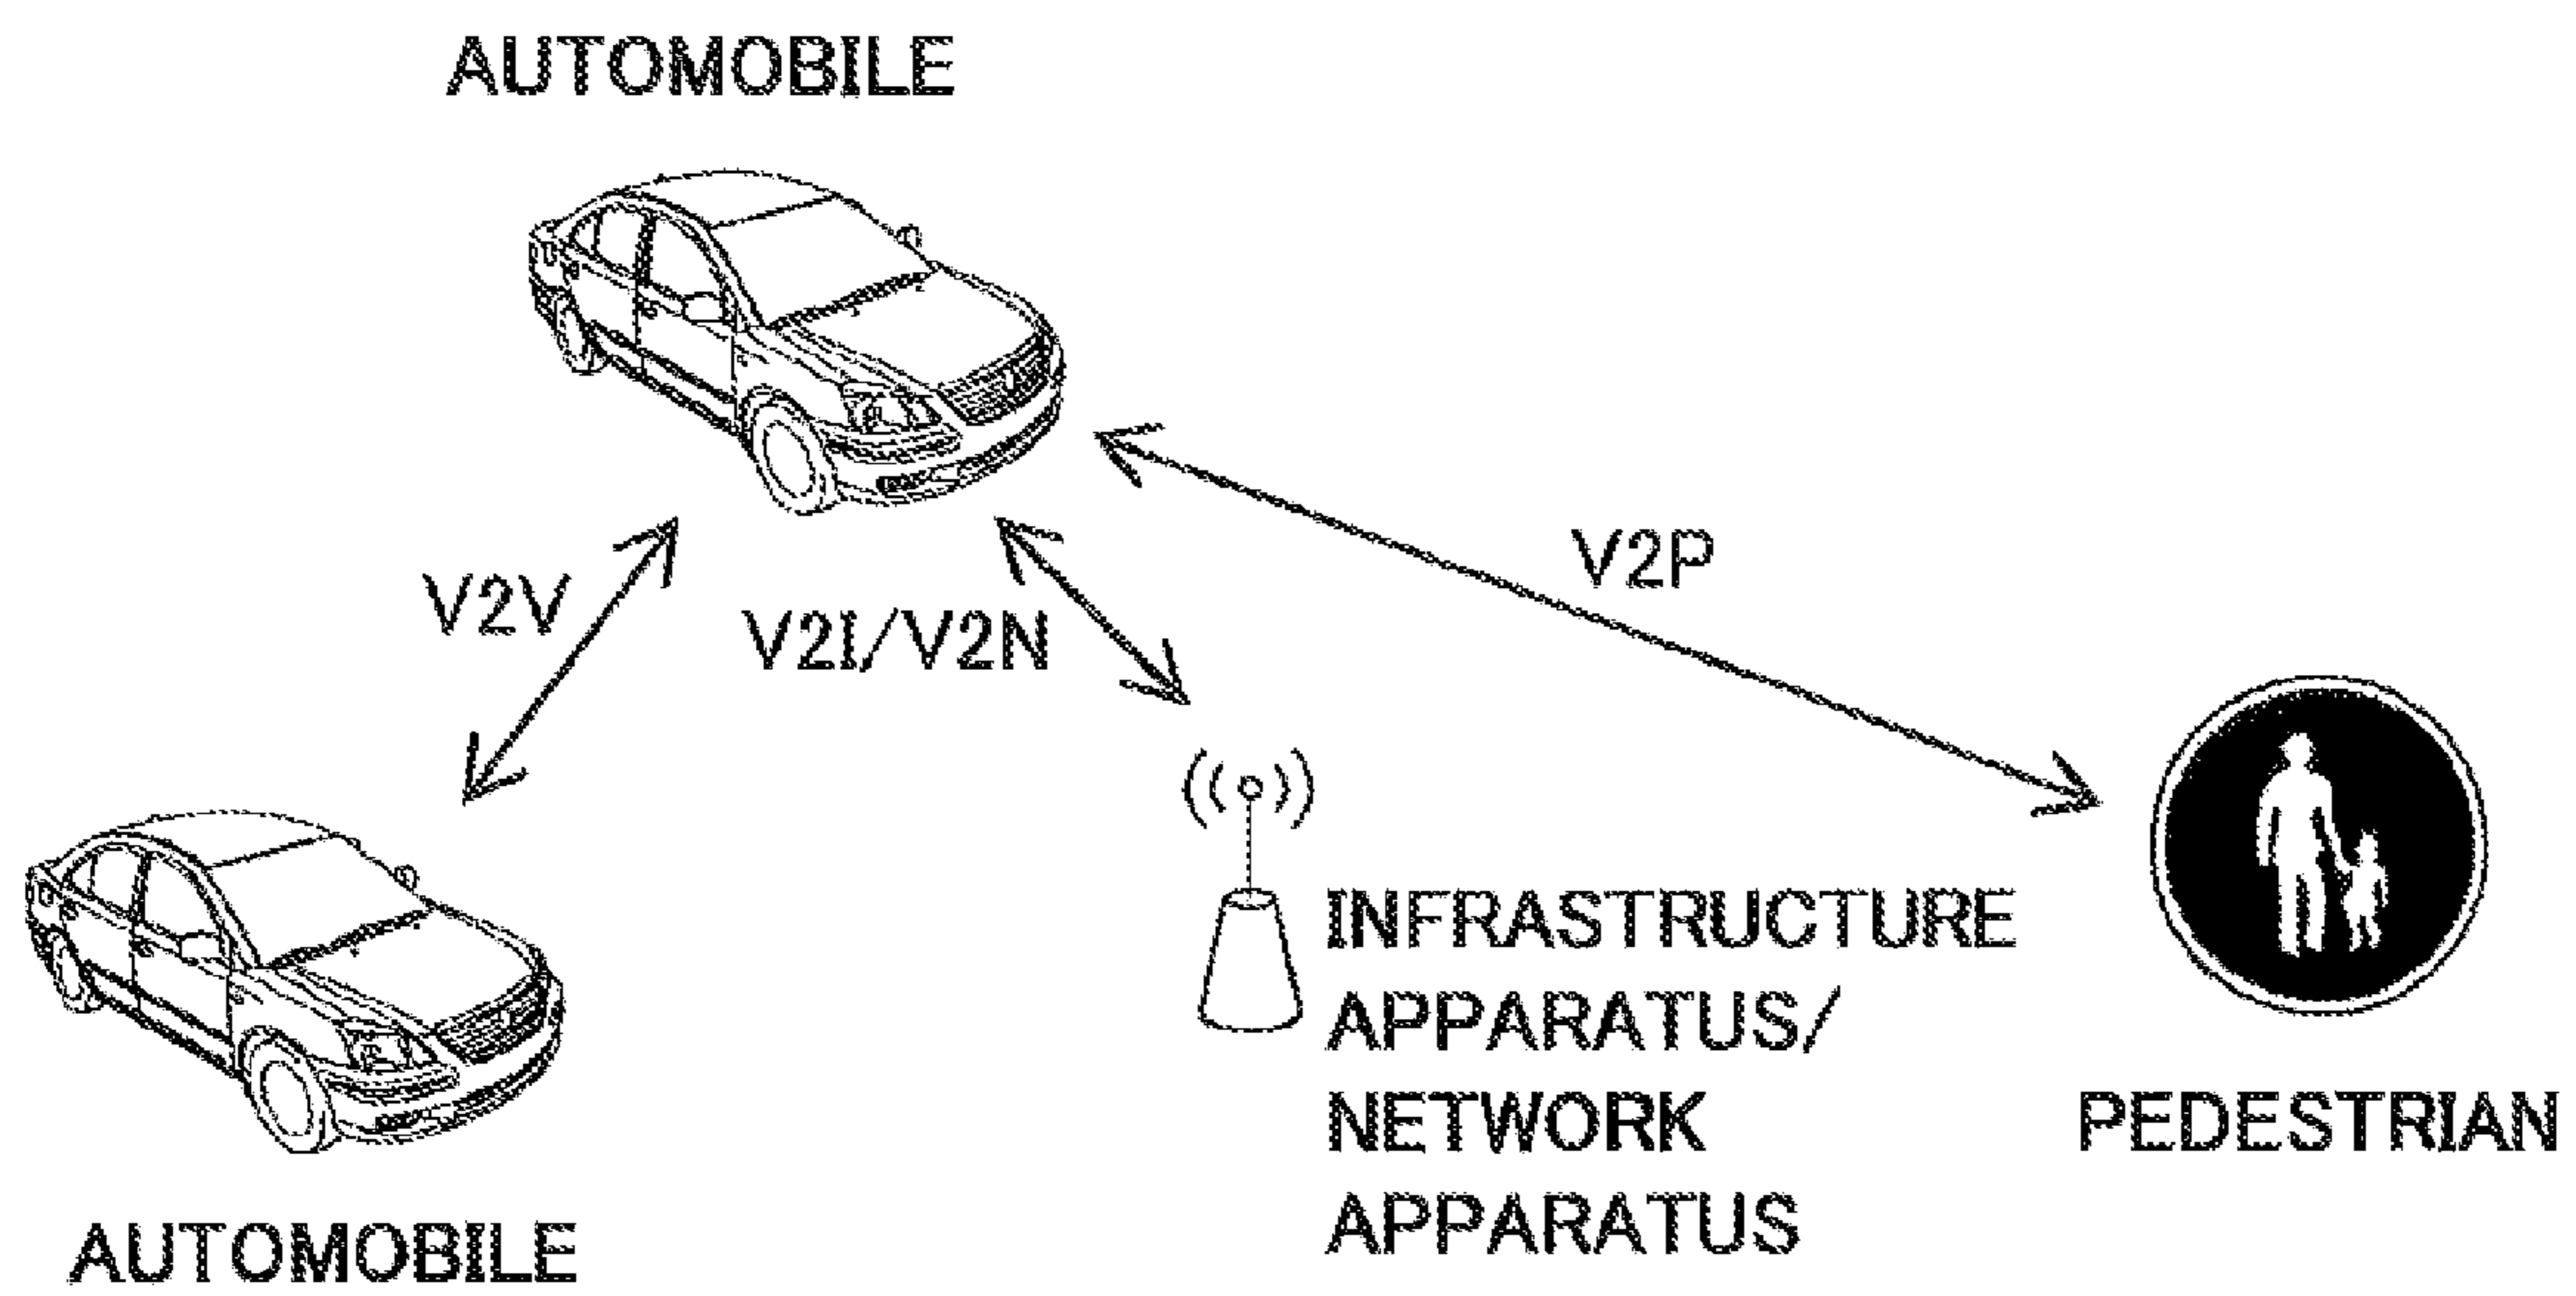 AUTOMOBILE
V2P
V2V
V2I/V2N
INFRASTRUCTURE
APPARATUS/
NETWORK
APPARATUS
PEDESTRIAN
AUTOMOBILE